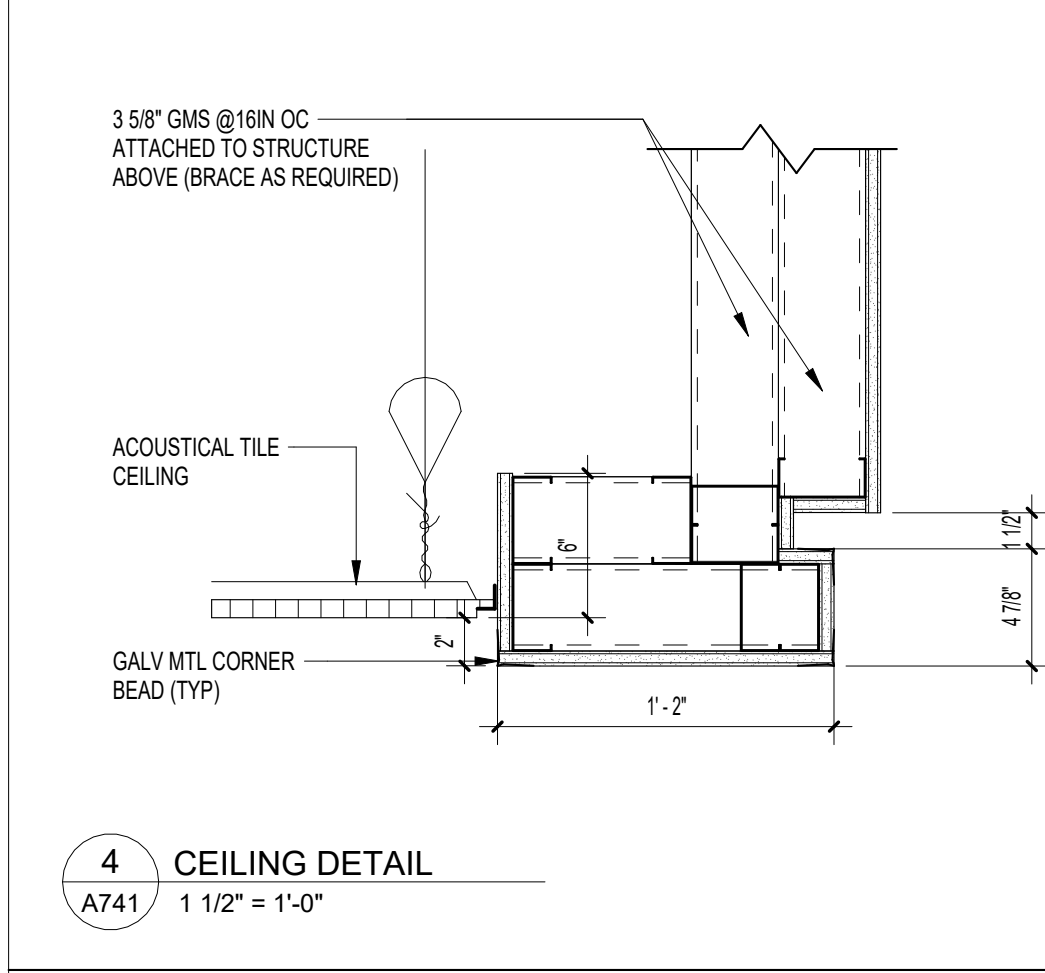 3 5/8" GMS @16IN OC
ATTACHED TO STRUCTURE
ABOVE (BRACE AS REQUIRED)
ACOUSTICAL TILE
CEILING
6"
1 1/2"
4 7/8"
2"
GALV MTL CORNER
BEAD (TYP)
1' - 2"
4
CEILING DETAIL
A741
1 1/2" = 1'-0"